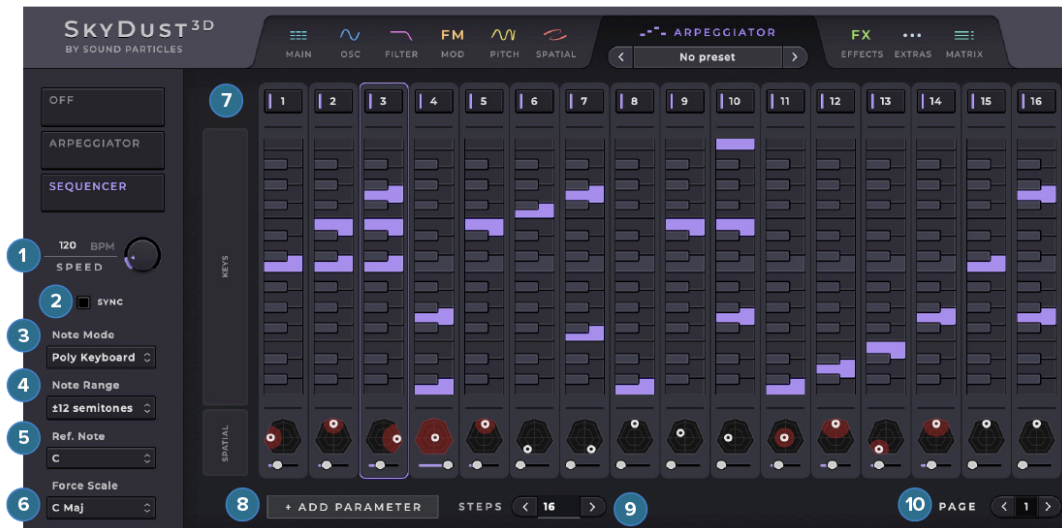 SKYDUST 3D
BY SOUND PARTICLES
MAIN
OSC
FILTER
FM
MOD
PITCH
SPATIAL
ARPEGGIATOR
No preset
FX
EFFECTS
EXTRAS
MATRIX
OFF
ARPEGGIATOR
SEQUENCER
7
1 2 3 4 5 6 7 8 9 10 11 12 13 14 15 16
1
120 BPM
SPEED
2
SYNC
3
Note Mode
Poly Keyboard
4
Note Range
±12 semitones
5
Ref. Note
C
6
Force Scale
C Maj
KEYS
SPATIAL
8
+ ADD PARAMETER
STEPS
< 16 >
9
10
PAGE
< 1 >